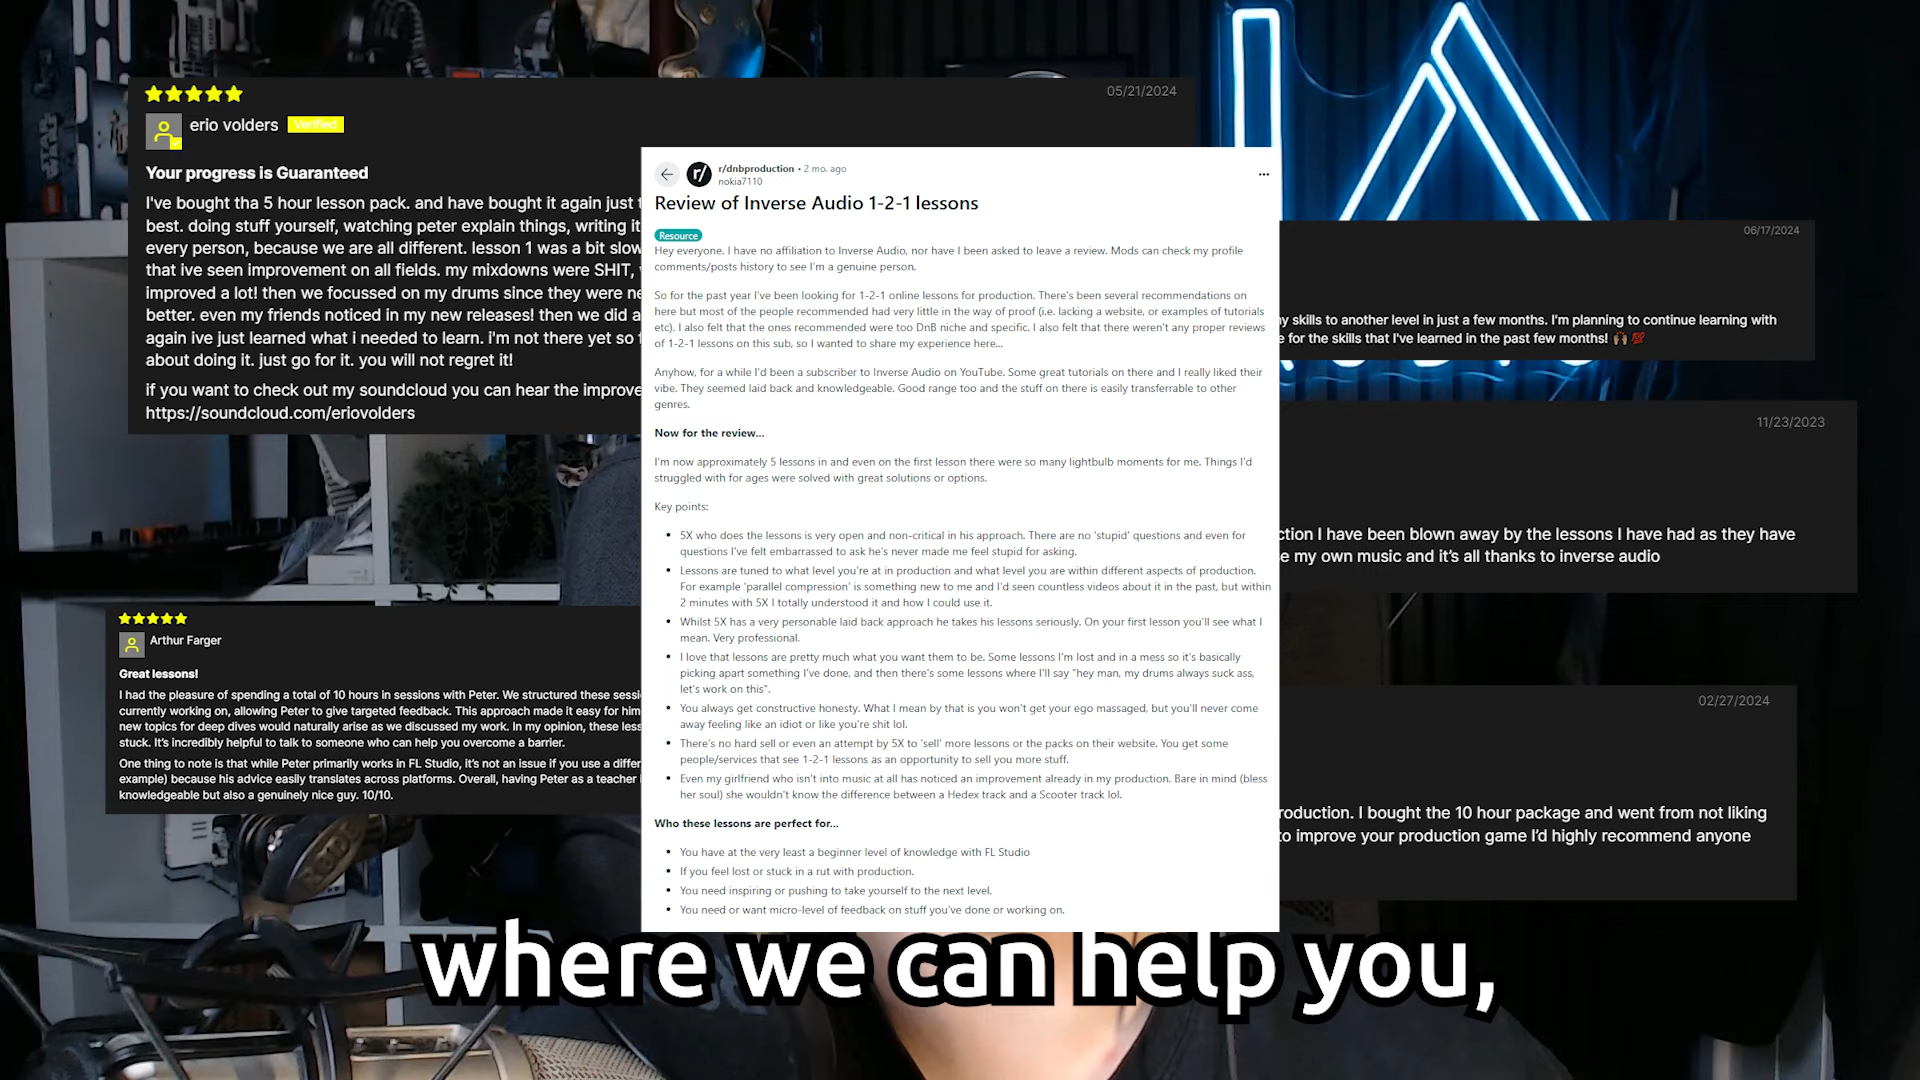 05/21/2024
erio volders
Verified
Your progress is Guaranteed
I've bought tha 5 hour lesson pack. and have bought it again just
best. doing stuff yourself, watching peter explain things, writing it
every person, because we are all different. lesson 1 was a bit slow
that ive seen improvement on all fields. my mixdowns were SHIT,
improved a lot! then we focussed on my drums since they were
better. even my friends noticed in my new releases! then we did a
again ive just learned what i needed to learn. i'm not there yet so
about doing it. just go for it. you will not regret it!
if you want to check out my soundcloud you can hear the
https://soundcloud.com/eriovolders
r/
r/dnbproduction • 2 mo. ago
nokia7110
Review of Inverse Audio 1-2-1 lessons
Resource
Hey everyone. I have no affiliation to Inverse Audio, nor have I been asked to leave a review. Mods can check my profile
comments/posts history to see I'm a genuine person.
So for the past year I've been looking for 1-2-1 online lessons for production. There's been several recommendations on
here but most of the people recommended had very little in the way of proof (i.e. lacking a website, or examples of tutorials
etc). I also felt that the ones recommended were too DnB niche and specific. I also felt that there weren't any proper reviews
of 1-2-1 lessons on this sub, so I wanted to share my experience here...
Anyhow, for a while I'd been a subscriber to Inverse Audio on YouTube. Some great tutorials on there and I really liked their
vibe. They seemed laid back and knowledgeable. Good range too and the stuff on there is easily transferrable to other
genres.
Now for the review...
I'm now approximately 5 lessons in and even on the first lesson there were so many lightbulb moments for me. Things I'd
struggled with for ages were solved with great solutions or options.
Key points:
• 5X who does the lessons is very open and non-critical in his approach. There are no 'stupid' questions and even for
questions I've felt embarrassed to ask he's never made me feel stupid for asking.
• Lessons are tuned to what level you're at in production and what level you are within different aspects of production.
For example 'parallel compression' is something new to me and I'd seen countless videos about it in the past, but within
2 minutes with 5X I totally understood it and how I could use it.
• Whilst 5X has a very personable laid back approach he takes his lessons seriously. On your first lesson you'll see what I
mean. Very professional.
• I love that lessons are pretty much what you want them to be. Some lessons I'm lost and in a mess so it's basically
picking apart something I've done, and then there's some lessons where I'll say "hey man, my drums always suck ass,
let's work on this".
• You always get constructive honesty. What I mean by that is you won't get your ego massaged, but you'll never come
away feeling like an idiot or like you're shit lol.
• There's no hard sell or even an attempt by 5X to 'sell' more lessons or the packs on their website. You get some
people/services that see 1-2-1 lessons as an opportunity to sell you more stuff.
• Even my girlfriend who isn't into music at all has noticed an improvement already in my production. Bare in mind (bless
her soul) she wouldn't know the difference between a Hedex track and a Scooter track lol.
Who these lessons are perfect for...
• You have at the very least a beginner level of knowledge with FL Studio
• If you feel lost or stuck in a rut with production.
• You need inspiring or pushing to take yourself to the next level.
• You need or want micro-level of feedback on stuff you've done or working on.
06/17/2024
skills to another level in just a few months. I'm planning to continue learning with
for the skills that I've learned in the past few months! 🙌🏾 💯
11/23/2023
I have been blown away by the lessons I have had as they have
my own music and it's all thanks to inverse audio
Arthur Farger
Great lessons!
I had the pleasure of spending a total of 10 hours in sessions with Peter. We structured these
currently working on, allowing Peter to give targeted feedback. This approach made it easy for him
new topics for deep dives would naturally arise as we discussed my work. In my opinion, these
stuck. It's incredibly helpful to talk to someone who can help you overcome a barrier.
One thing to note is that while Peter primarily works in FL Studio, it's not an issue if you use a
example) because his advice easily translates across platforms. Overall, having Peter as a teacher
knowledgeable but also a genuinely nice guy. 10/10.
02/27/2024
I bought the 10 hour package and went from not liking
to improve your production game I'd highly recommend anyone
where we can help you,